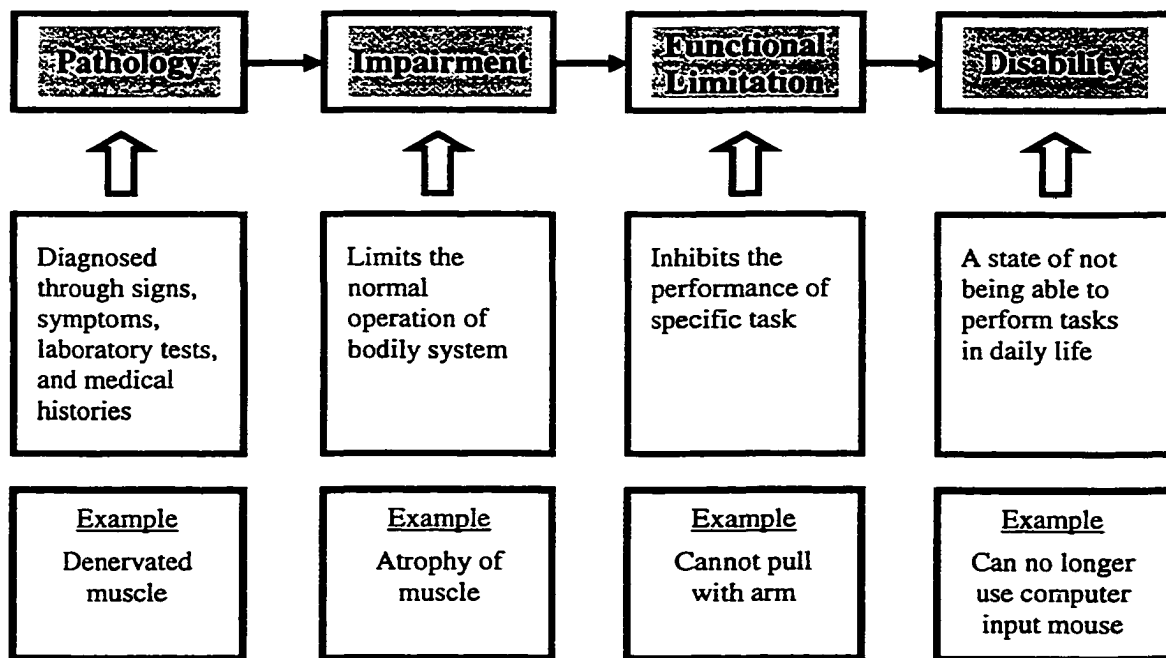 Pathology
Impairment
Functional
Limitation
Disability
Diagnosed
through signs,
symptoms,
laboratory tests,
and medical
histories
Limits the
normal
operation of
bodily system
Inhibits the
performance of
specific task
A state of not
being able to
perform tasks
in daily life
Example
Denervated
muscle
Example
Atrophy of
muscle
Example
Cannot pull
with arm
Example
Can no longer
use computer
input mouse